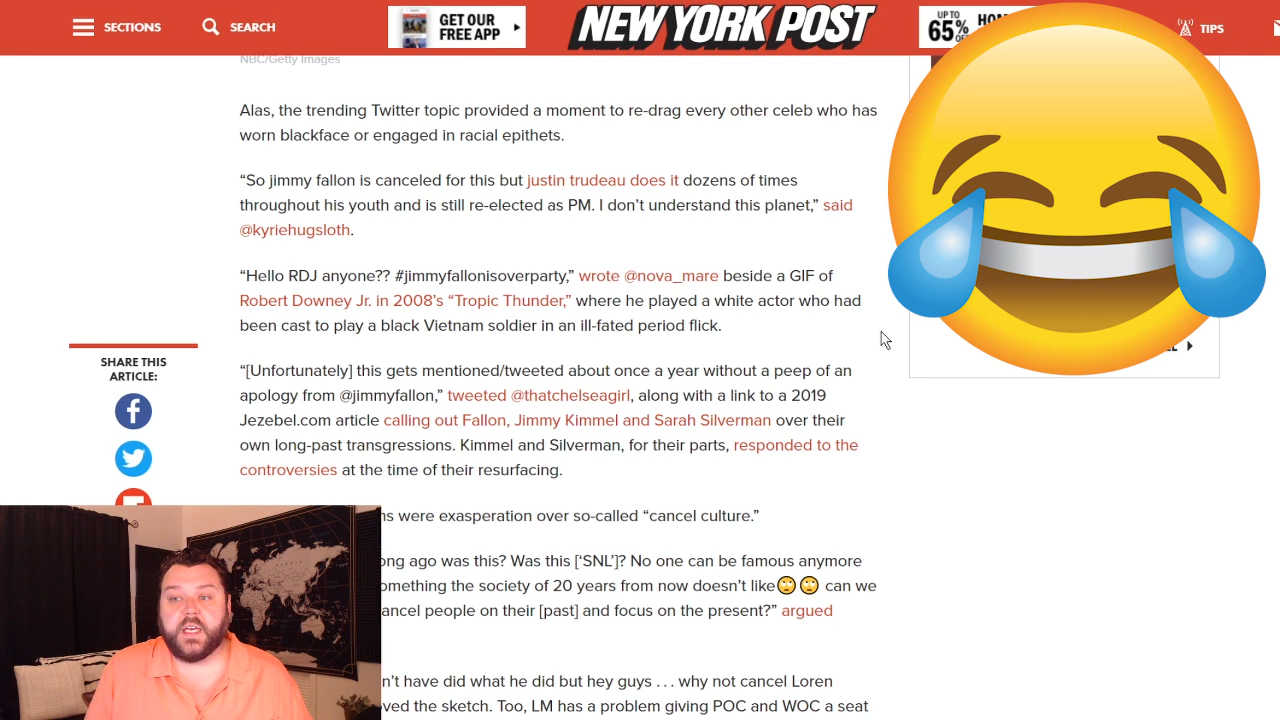 SECTIONS
SEARCH
GET OUR
FREE APP
NEW YORK POST
UP TO
65%
TIPS
NBC/Getty Images
Alas, the trending Twitter topic provided a moment to re-drag every other celeb who has
worn blackface or engaged in racial epithets.
“So jimmy fallon is canceled for this but justin trudeau does it dozens of times
throughout his youth and is still re-elected as PM. I don’t understand this planet,” said
@kyriehugsloth.
“Hello RDJ anyone?? #jimmyfallonisoverparty,” wrote @nova_mare beside a GIF of
Robert Downey Jr. in 2008’s “Tropic Thunder,” where he played a white actor who had
been cast to play a black Vietnam soldier in an ill-fated period flick.
“[Unfortunately] this gets mentioned/tweeted about once a year without a peep of an
apology from @jimmyfallon,” tweeted @thatchelseagirl, along with a link to a 2019
Jezebel.com article calling out Fallon, Jimmy Kimmel and Sarah Silverman over their
own long-past transgressions. Kimmel and Silverman, for their parts, responded to the
controversies at the time of their resurfacing.
SHARE THIS
ARTICLE:
were exasperation over so-called “cancel culture.”
ago was this? Was this [‘SNL’]? No one can be famous anymore
the society of 20 years from now doesn’t like🙄🙄 can we
people on their [past] and focus on the present?” argued
have did what he did but hey guys . . . why not cancel Loren
the sketch. Too, LM has a problem giving POC and WOC a seat